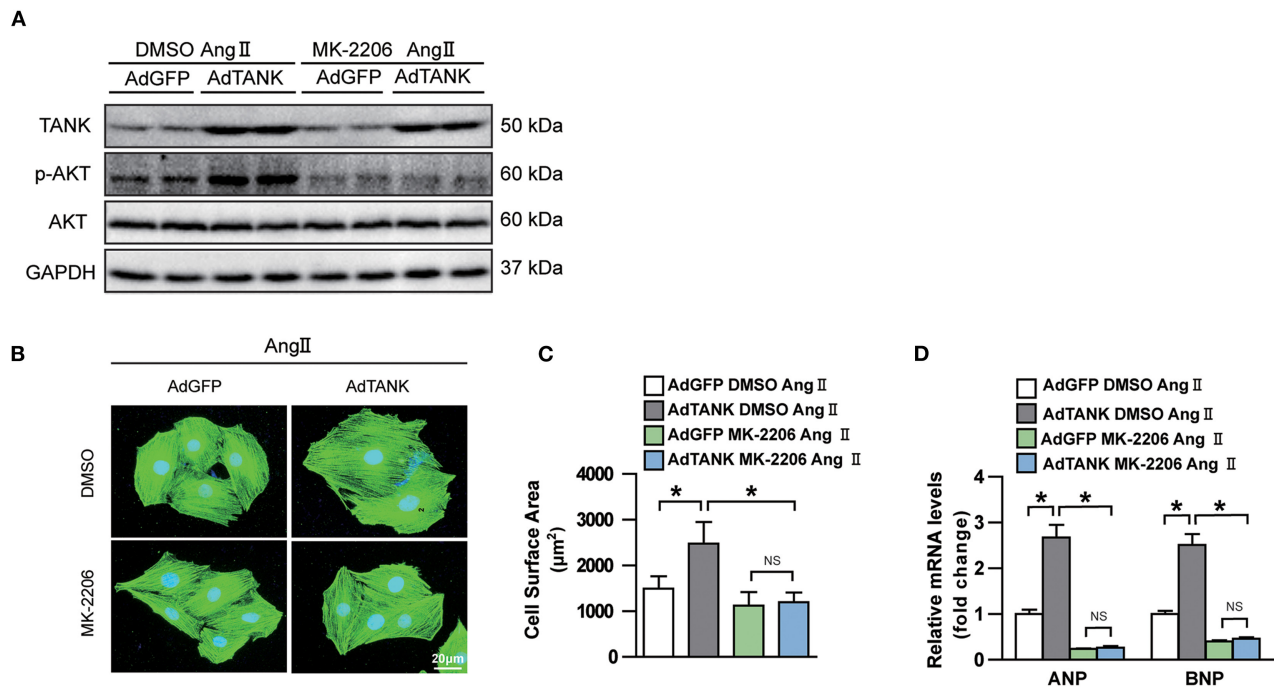 A
DMSO AngⅡ MK-2206 AngⅡ
AdGFP AdTANK AdGFP AdTANK
TANK 50 kDa
p-AKT 60 kDa
AKT 60 kDa
GAPDH 37 kDa
B
AngⅡ
AdGFP AdTANK
DMSO
MK-2206
2
20μm
C
AdGFP DMSO Ang Ⅱ
AdTANK DMSO Ang Ⅱ
AdGFP MK-2206 Ang Ⅱ
AdTANK MK-2206 Ang Ⅱ
Cell Surface Area
(μm²)
4000
3000
2000
1000
0
* *
NS
D
AdGFP DMSO Ang Ⅱ
AdTANK DMSO Ang Ⅱ
AdGFP MK-2206 Ang Ⅱ
AdTANK MK-2206 Ang Ⅱ
Relative mRNA levels
(fold change)
4
3
2
1
0
* * * *
NS NS
ANP BNP